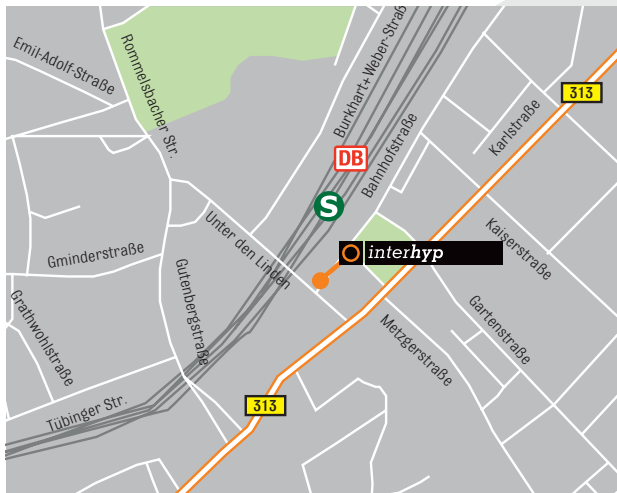 Emil-Adolf-Straße
Rommelsbacher Str.
Burkhart+Weber-Straß
313
Karlstraße
DB
Bahnhofstraße
S
Unter den Linden
interhyp
Kaiserstraße
Gminderstraße
Gutenbergstraße
Grathwohlstraße
Gartenstraße
Metzgerstraße
Tübinger Str.
313